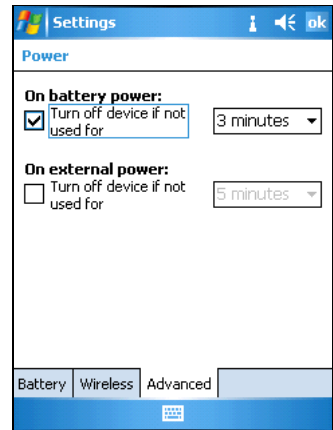 Settings
ok
Power
On battery power:
Turn off device if not
used for
3 minutes
On external power:
Turn off device if not
used for
5 minutes
Battery
Wireless
Advanced